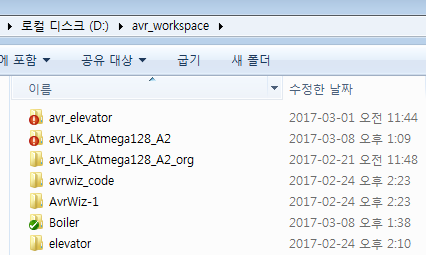 로컬 디스크 (D:) ▸ avr_workspace ▸
에 포함 ▾ 공유 대상 ▾ 굽기 새 폴더
이름 수정한 날짜
avr_elevator 2017-03-01 오전 11:44
avr_LK_Atmega128_A2 2017-03-08 오후 1:09
avr_LK_Atmega128_A2_org 2017-02-21 오전 11:48
avrwiz_code 2017-02-24 오후 2:23
AvrWiz-1 2017-02-24 오후 2:23
Boiler 2017-03-08 오후 1:38
elevator 2017-02-24 오후 2:10